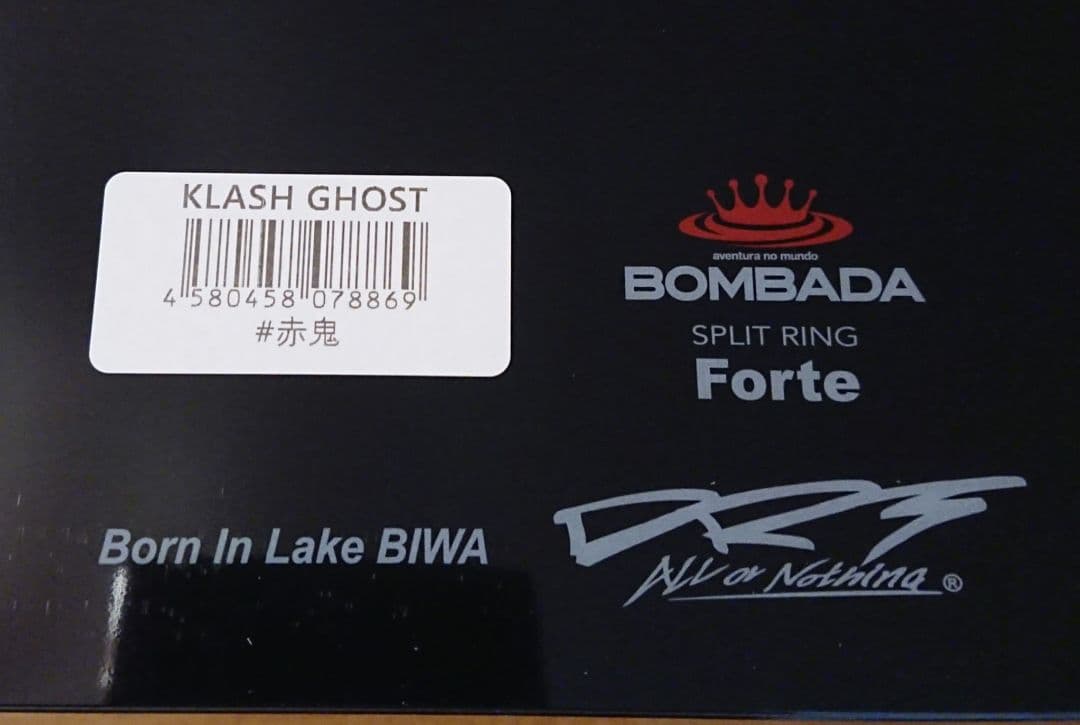 KLASH GHOST
4 580458 078869
#赤鬼
aventura no mundo
BOMBADA
SPLIT RING
Forte
Born In Lake BIWA
DRT
ALL or Nothing ®